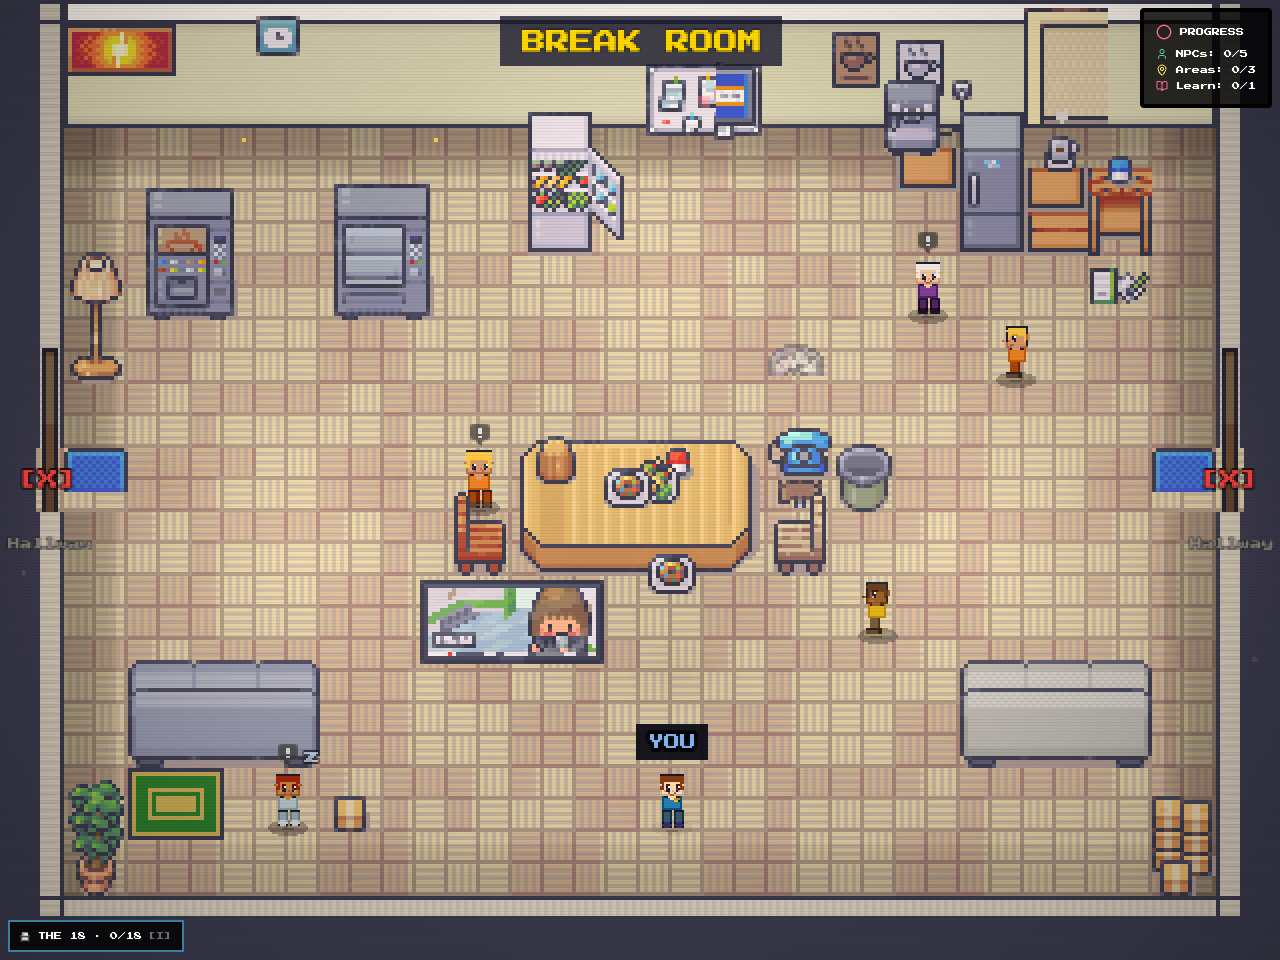 BREAK ROOM
PROGRESS
NPCs: 0/5
Areas: 0/3
Learn: 0/1
!
!
[X]
[X]
Hallway
Hallway
YOU
!
z
THE 18 · 0/18 [I]